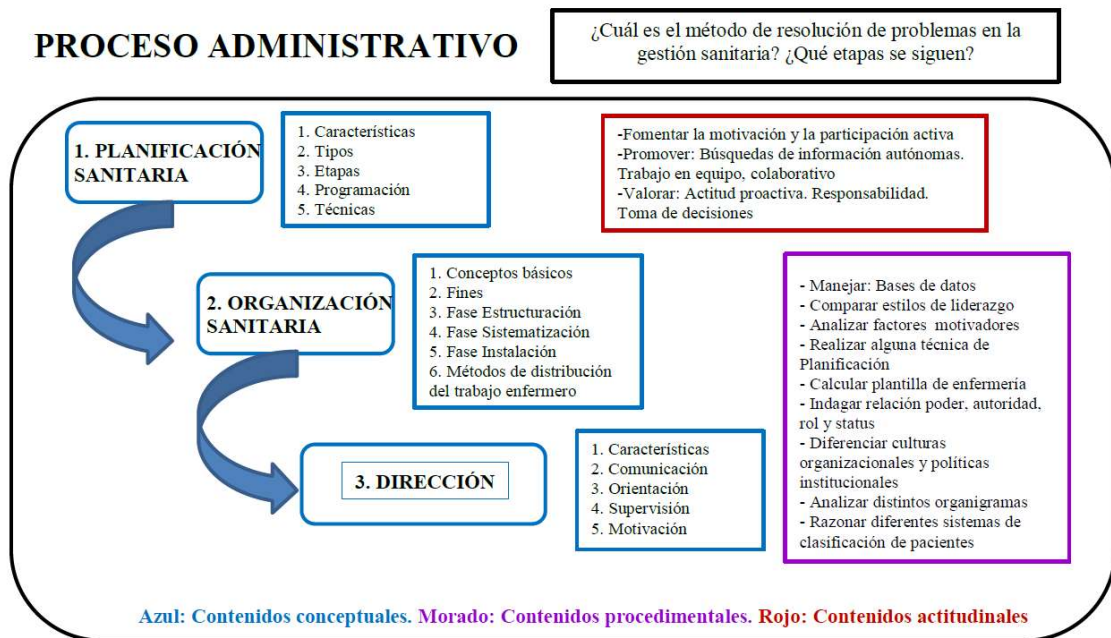 PROCESO ADMINISTRATIVO
¿Cuál es el método de resolución de problemas en la
gestión sanitaria? ¿Qué etapas se siguen?
1. PLANIFICACIÓN
SANITARIA
1. Características
2. Tipos
3. Etapas
4. Programación
5. Técnicas
-Fomentar la motivación y la participación activa
-Promover: Búsquedas de información autónomas.
Trabajo en equipo, colaborativo
-Valorar: Actitud proactiva. Responsabilidad.
Toma de decisiones
2. ORGANIZACIÓN
SANITARIA
1. Conceptos básicos
2. Fines
3. Fase Estructuración
4. Fase Sistematización
5. Fase Instalación
6. Métodos de distribución
del trabajo enfermero
- Manejar: Bases de datos
- Comparar estilos de liderazgo
- Analizar factores motivadores
- Realizar alguna técnica de
Planificación
- Calcular plantilla de enfermería
- Indagar relación poder, autoridad,
rol y status
- Diferenciar culturas
organizacionales y políticas
institucionales
- Analizar distintos organigramas
- Razonar diferentes sistemas de
clasificación de pacientes
3. DIRECCIÓN
1. Características
2. Comunicación
3. Orientación
4. Supervisión
5. Motivación
Azul: Contenidos conceptuales. Morado: Contenidos procedimentales. Rojo: Contenidos actitudinales